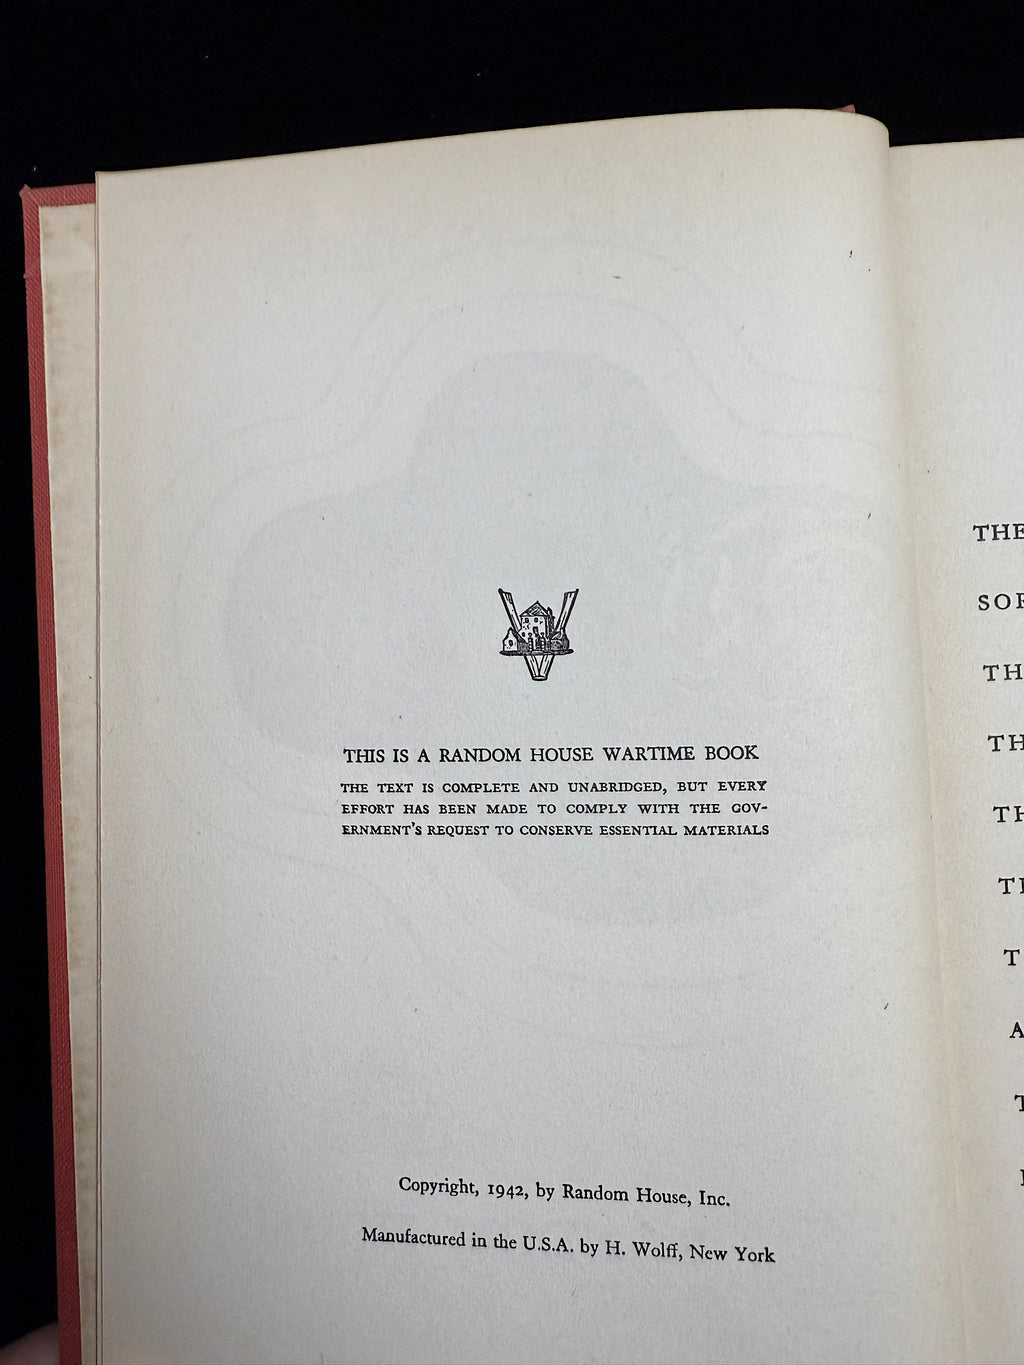 THIS IS A RANDOM HOUSE WARTIME BOOK
THE TEXT IS COMPLETE AND UNABRIDGED, BUT EVERY
EFFORT HAS BEEN MADE TO COMPLY WITH THE GOV-
ERNMENT'S REQUEST TO CONSERVE ESSENTIAL MATERIALS
Copyright, 1942, by Random House, Inc.
Manufactured in the U.S.A. by H. Wolff, New York
THE